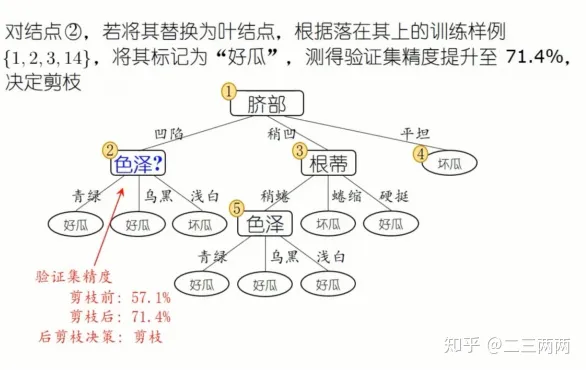 对结点②，若将其替换为叶结点，根据落在其上的训练样例
{1, 2, 3, 14}，将其标记为“好瓜”，测得验证集精度提升至 71.4%，
决定剪枝
① 脐部
凹陷 稍凹 平坦
② 色泽? ③ 根蒂 ④ 坏瓜
青绿 乌黑 浅白 稍蜷 蜷缩 硬挺
好瓜 好瓜 坏瓜 ⑤ 色泽 坏瓜 好瓜
青绿 乌黑 浅白
好瓜 好瓜 好瓜
验证集精度
剪枝前: 57.1%
剪枝后: 71.4%
后剪枝决策: 剪枝
知乎 @二三两两